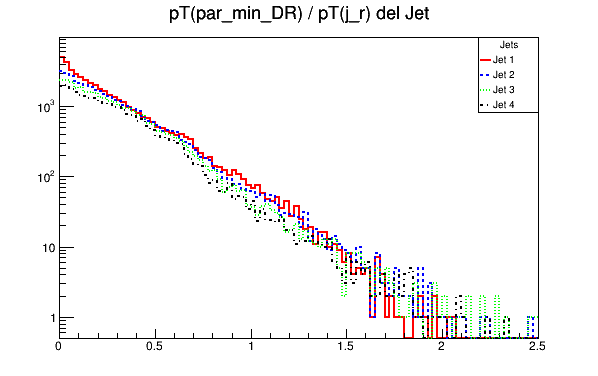 pT(par_min_DR) / pT(j_r) del Jet
Jets
Jet 1
Jet 2
Jet 3
Jet 4
10³
10²
10
1
0 0.5 1 1.5 2 2.5